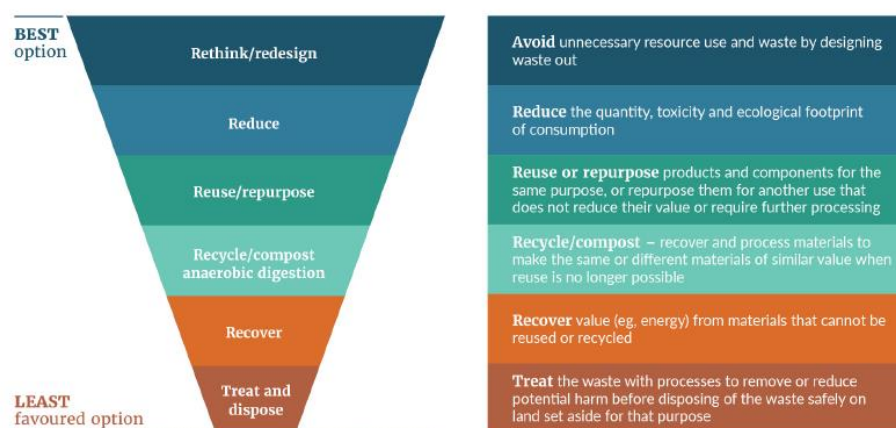 BEST
option
Rethink/redesign
Avoid unnecessary resource use and waste by designing
waste out
Reduce
Reduce the quantity, toxicity and ecological footprint
of consumption
Reuse/repurpose
Reuse or repurpose products and components for the
same purpose, or repurpose them for another use that
does not reduce their value or require further processing
Recycle/compost
anaerobic digestion
Recycle/compost – recover and process materials to
make the same or different materials of similar value when
reuse is no longer possible
Recover
Recover value (eg, energy) from materials that cannot be
reused or recycled
LEAST
favoured option
Treat and
dispose
Treat the waste with processes to remove or reduce
potential harm before disposing of the waste safely on
land set aside for that purpose